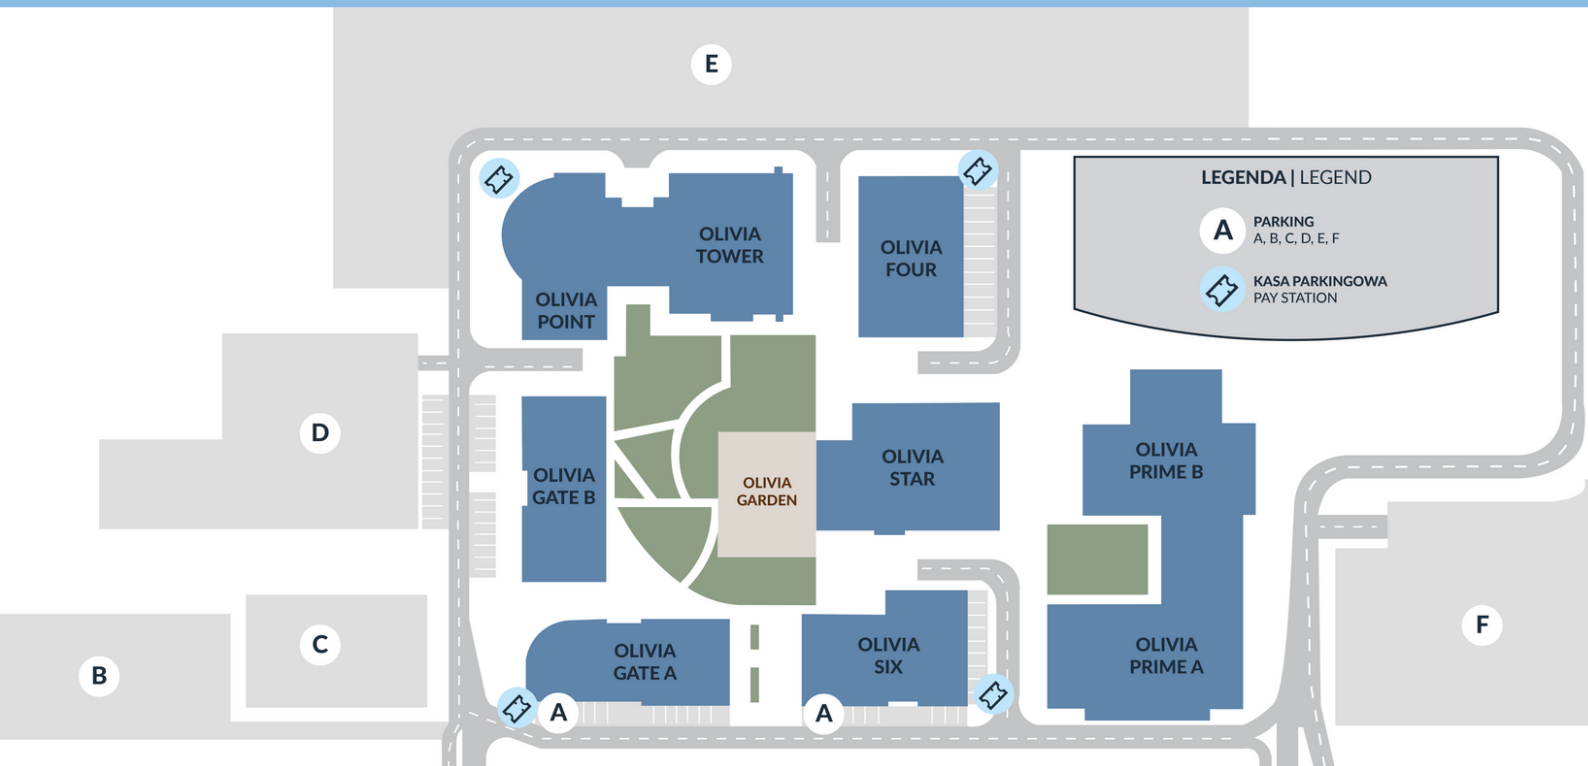 E
LEGENDA | LEGEND
A
PARKING
A, B, C, D, E, F
KASA PARKINGOWA
PAY STATION
OLIVIA
TOWER
OLIVIA
FOUR
OLIVIA
POINT
D
OLIVIA
GATE B
OLIVIA
GARDEN
OLIVIA
STAR
OLIVIA
PRIME B
B
C
OLIVIA
GATE A
OLIVIA
SIX
OLIVIA
PRIME A
F
A
A